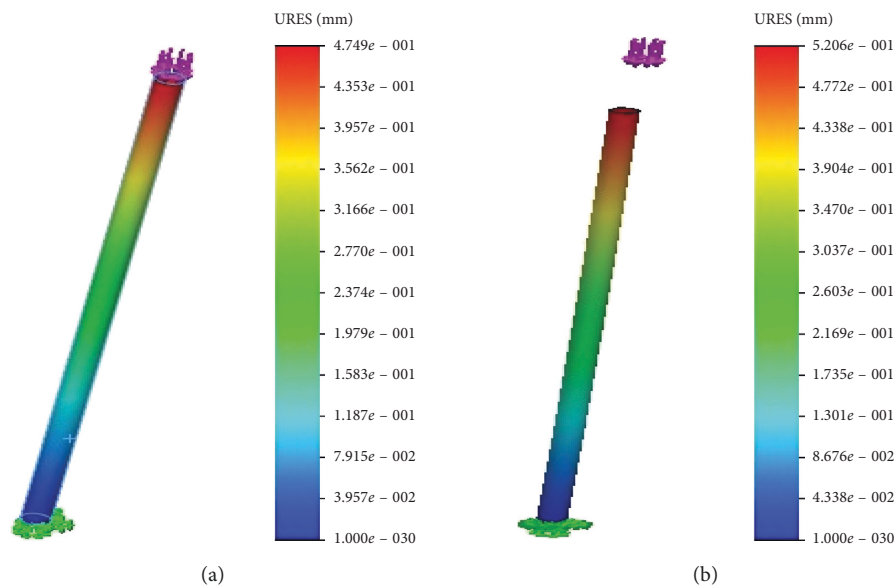 URES (mm)
4.749e – 001
4.353e – 001
3.957e – 001
3.562e – 001
3.166e – 001
2.770e – 001
2.374e – 001
1.979e – 001
1.583e – 001
1.187e – 001
7.915e – 002
3.957e – 002
1.000e – 030
(a)
URES (mm)
5.206e – 001
4.772e – 001
4.338e – 001
3.904e – 001
3.470e – 001
3.037e – 001
2.603e – 001
2.169e – 001
1.735e – 001
1.301e – 001
8.676e – 002
4.338e – 002
1.000e – 030
(b)